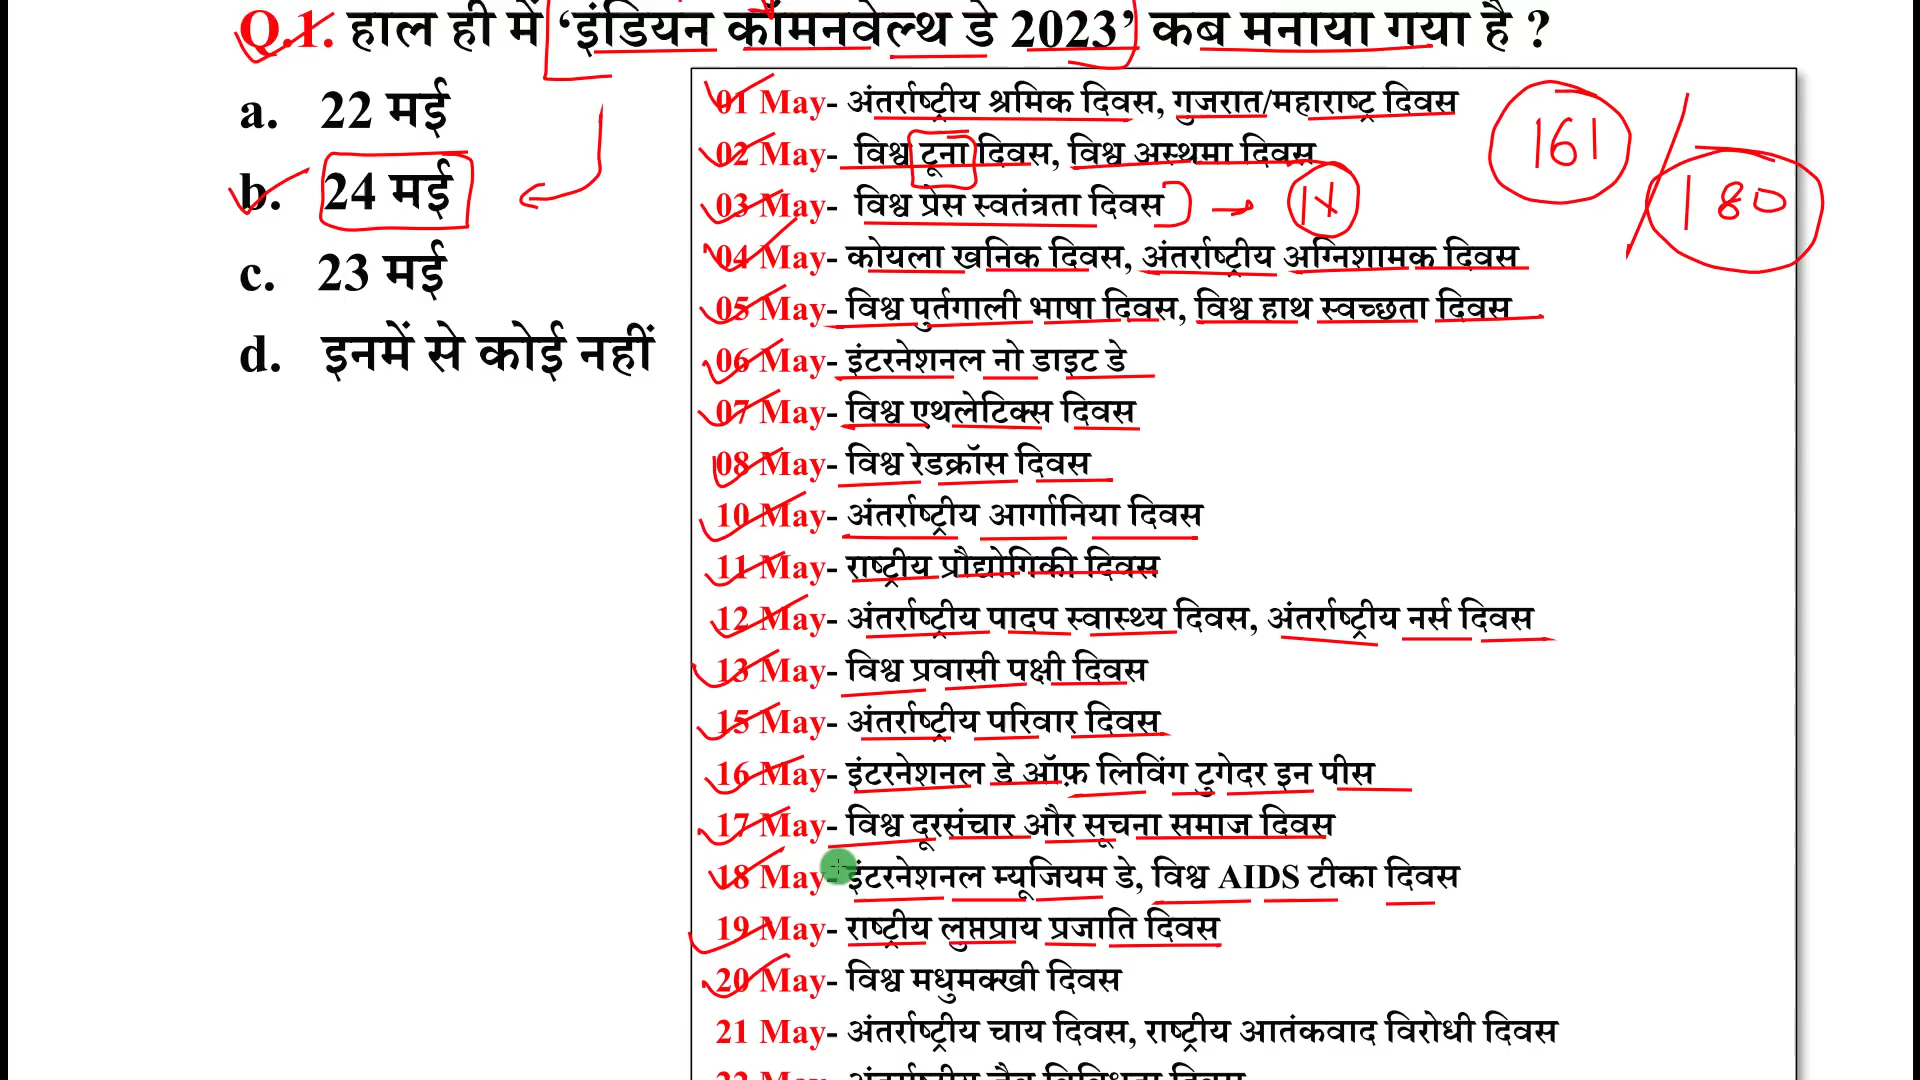 Q.1. हाल ही में ‘इंडियन कॉमनवेल्थ डे 2023’ कब मनाया गया है ?
a. 22 मई
b. 24 मई
c. 23 मई
d. इनमें से कोई नहीं
01 May- अंतर्राष्ट्रीय श्रमिक दिवस, गुजरात/महाराष्ट्र दिवस
02 May- विश्व टूना दिवस, विश्व अस्थमा दिवस
03 May- विश्व प्रेस स्वतंत्रता दिवस
04 May- कोयला खनिक दिवस, अंतर्राष्ट्रीय अग्निशामक दिवस
05 May- विश्व पुर्तगाली भाषा दिवस, विश्व हाथ स्वच्छता दिवस
06 May- इंटरनेशनल नो डाइट डे
07 May- विश्व एथलेटिक्स दिवस
08 May- विश्व रेडक्रॉस दिवस
10 May- अंतर्राष्ट्रीय आर्गानिया दिवस
11 May- राष्ट्रीय प्रौद्योगिकी दिवस
12 May- अंतर्राष्ट्रीय पादप स्वास्थ्य दिवस, अंतर्राष्ट्रीय नर्स दिवस
13 May- विश्व प्रवासी पक्षी दिवस
15 May- अंतर्राष्ट्रीय परिवार दिवस
16 May- इंटरनेशनल डे ऑफ़ लिविंग टुगेदर इन पीस
17 May- विश्व दूरसंचार और सूचना समाज दिवस
18 May- इंटरनेशनल म्यूजियम डे, विश्व AIDS टीका दिवस
19 May- राष्ट्रीय लुप्तप्राय प्रजाति दिवस
20 May- विश्व मधुमक्खी दिवस
21 May- अंतर्राष्ट्रीय चाय दिवस, राष्ट्रीय आतंकवाद विरोधी दिवस
22 May- अंतर्राष्ट्रीय जैव विविधता दिवस
161 / 180